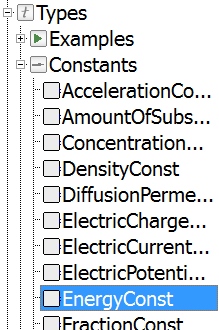 Types
Examples
Constants
AccelerationCo...
AmountOfSubs...
Concentration...
DensityConst
DiffusionPerme...
ElectricCharge...
ElectricCurrent...
ElectricPotenti...
EnergyConst
FractionConst